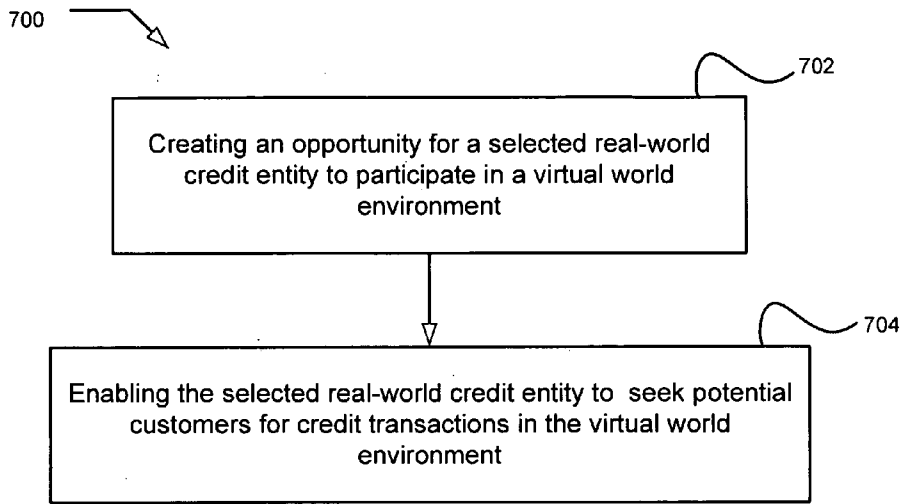 700
702
Creating an opportunity for a selected real-world
credit entity to participate in a virtual world
environment
704
Enabling the selected real-world credit entity to seek potential
customers for credit transactions in the virtual world
environment